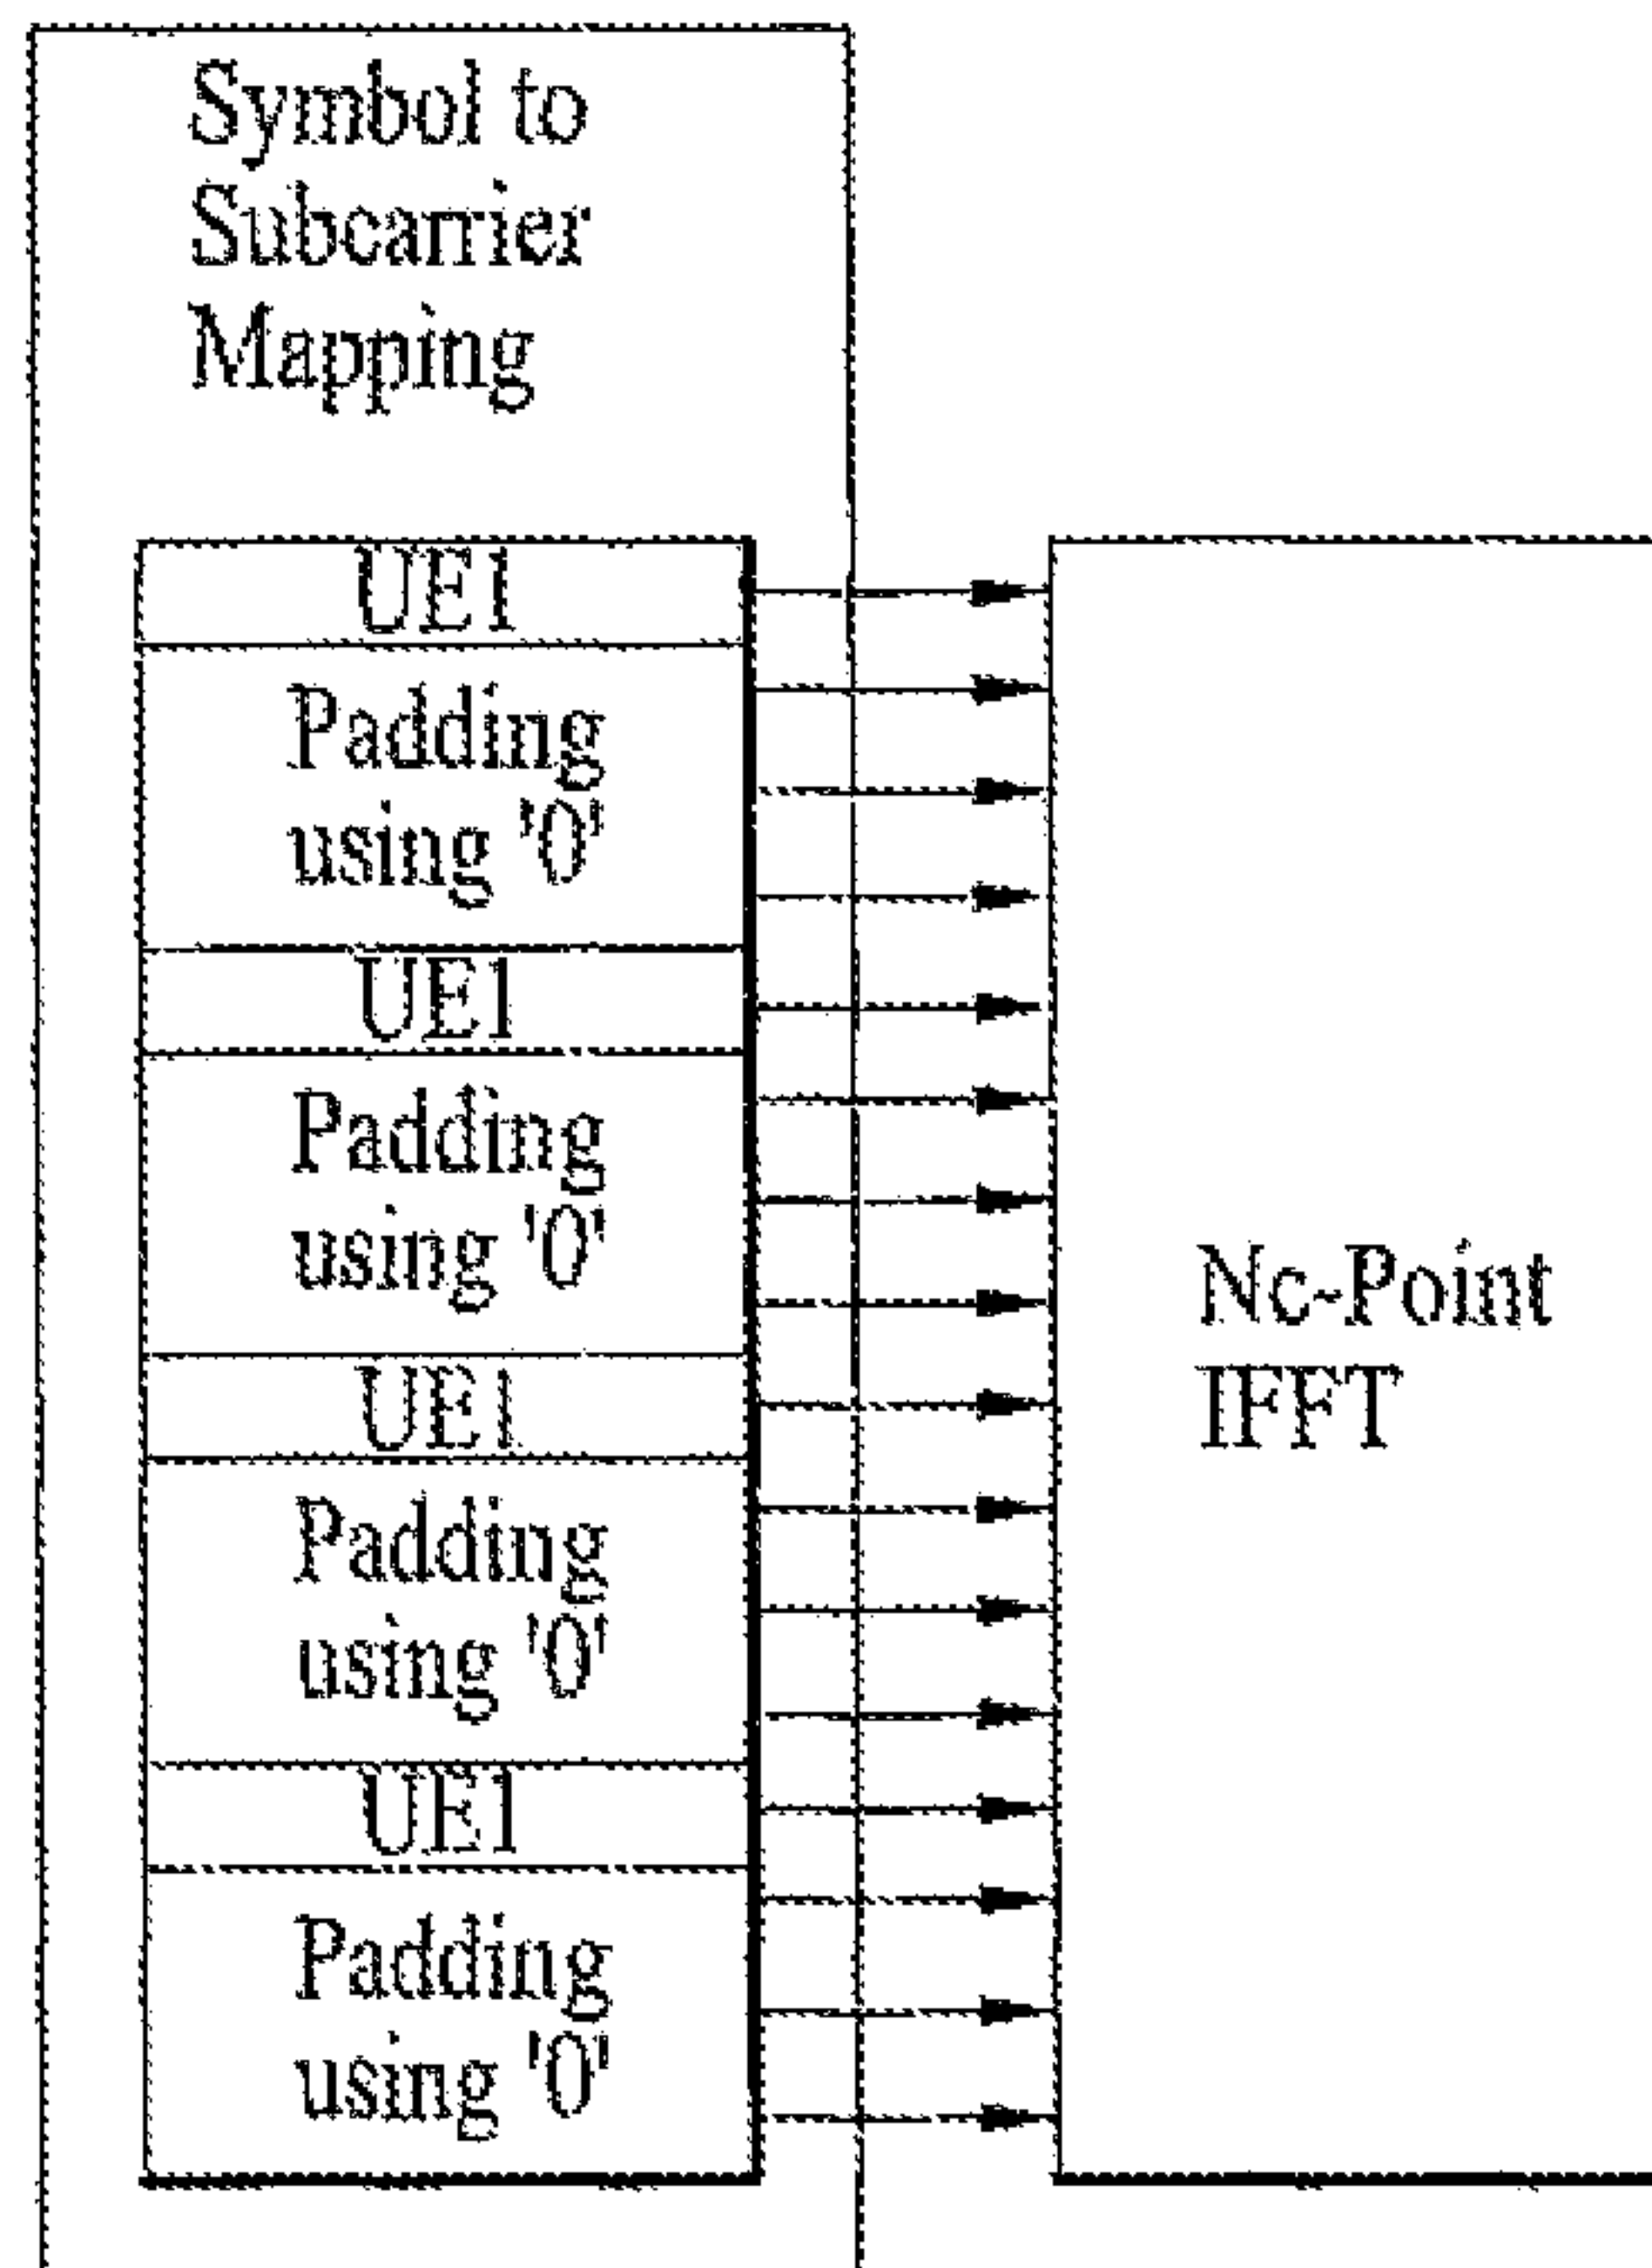 Symbol to
Subcarrier
Mapping
UE1
Padding
using '0'
UE1
Padding
using '0'
UE1
Padding
using '0'
UE1
Padding
using '0'
Nc-Point
IFFT